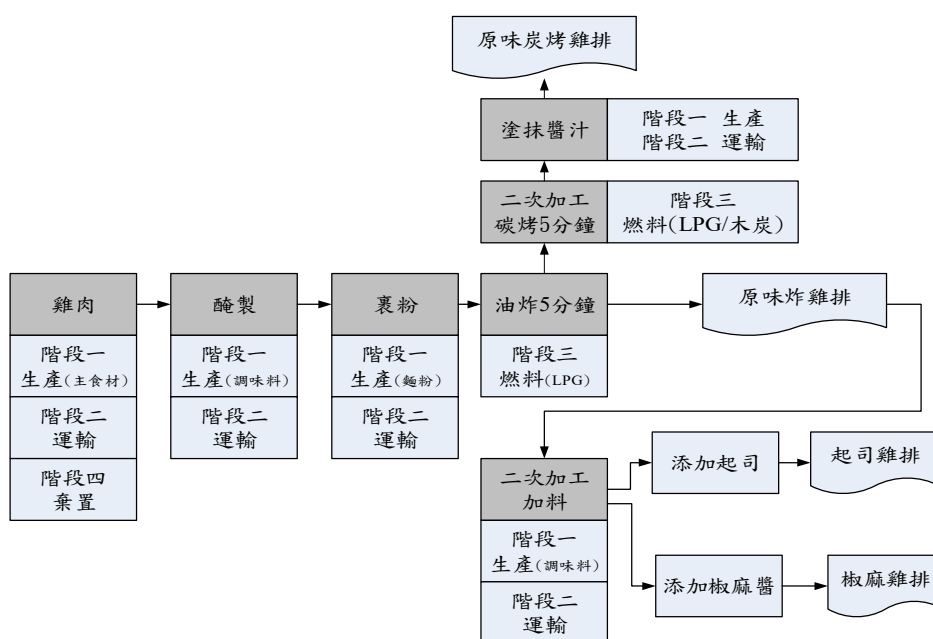 原味炭烤雞排
塗抹醬汁
階段一 生產
階段二 運輸
二次加工
碳烤5分鐘
階段三
燃料(LPG/木炭)
雞肉
階段一
生產(主食材)
階段二
運輸
階段四
棄置
醃製
階段一
生產(調味料)
階段二
運輸
裹粉
階段一
生產(麵粉)
階段二
運輸
油炸5分鐘
階段三
燃料(LPG)
原味炸雞排
二次加工
加料
階段一
生產(調味料)
階段二
運輸
添加起司
起司雞排
添加椒麻醬
椒麻雞排